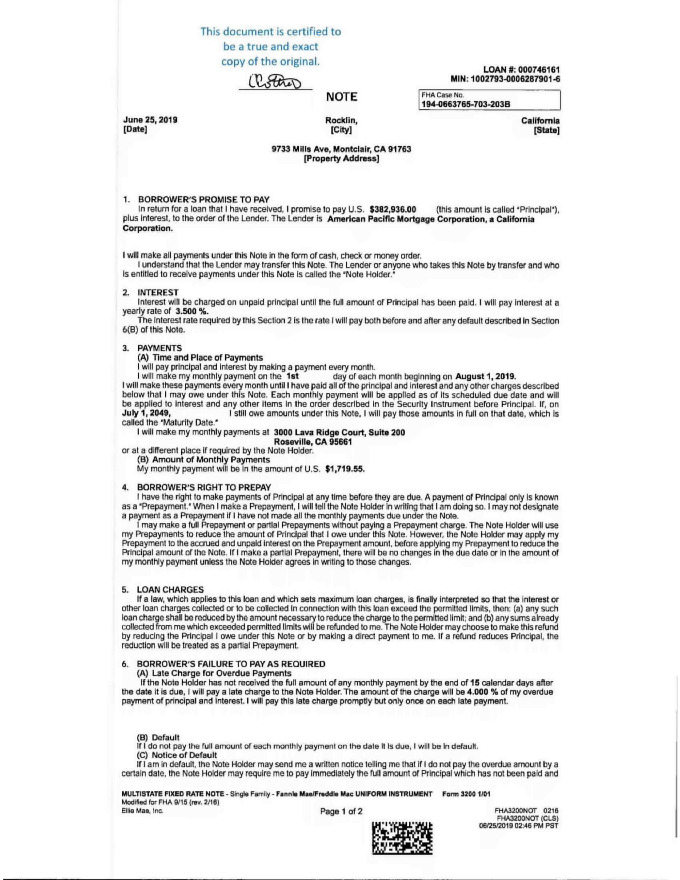 This document is certified to
be a true and exact
copy of the original.
LOAN #: 000746161
MIN: 1002793-0006287901-6
NOTE
FHA Case No.
194-0663765-703-203B
June 25, 2019
[Date]
Rocklin,
[City]
California
[State]
9733 Mills Ave, Montclair, CA 91763
[Property Address]
1. BORROWER'S PROMISE TO PAY
In return for a loan that I have received, I promise to pay U.S. $382,936.00 (this amount is called "Principal"),
plus interest, to the order of the Lender. The Lender is American Pacific Mortgage Corporation, a California
Corporation.
I will make all payments under this Note in the form of cash, check or money order.
I understand that the Lender may transfer this Note. The Lender or anyone who takes this Note by transfer and who
is entitled to receive payments under this Note is called the "Note Holder."
2. INTEREST
Interest will be charged on unpaid principal until the full amount of Principal has been paid. I will pay interest at a
yearly rate of 3.500 %.
The interest rate required by this Section 2 is the rate I will pay both before and after any default described in Section
6(B) of this Note.
3. PAYMENTS
(A) Time and Place of Payments
I will pay principal and interest by making a payment every month.
I will make my monthly payment on the 1st day of each month beginning on August 1, 2019.
I will make these payments every month until I have paid all of the principal and interest and any other charges described
below that I may owe under this Note. Each monthly payment will be applied as of its scheduled due date and will
be applied to interest and any other items in the order described in the Security Instrument before Principal. If, on
July 1, 2049, I still owe amounts under this Note, I will pay those amounts in full on that date, which is
called the "Maturity Date."
I will make my monthly payments at 3000 Lava Ridge Court, Suite 200
Roseville, CA 95661
or at a different place if required by the Note Holder.
(B) Amount of Monthly Payments
My monthly payment will be in the amount of U.S. $1,719.55.
4. BORROWER'S RIGHT TO PREPAY
I have the right to make payments of Principal at any time before they are due. A payment of Principal only is known
as a "Prepayment." When I make a Prepayment, I will tell the Note Holder in writing that I am doing so. I may not designate
a payment as a Prepayment if I have not made all the monthly payments due under the Note.
I may make a full Prepayment or partial Prepayments without paying a Prepayment charge. The Note Holder will use
my Prepayments to reduce the amount of Principal that I owe under this Note. However, the Note Holder may apply my
Prepayment to the accrued and unpaid interest on the Prepayment amount, before applying my Prepayment to reduce the
Principal amount of the Note. If I make a partial Prepayment, there will be no changes in the due date or in the amount of
my monthly payment unless the Note Holder agrees in writing to those changes.
5. LOAN CHARGES
If a law, which applies to this loan and which sets maximum loan charges, is finally interpreted so that the interest or
other loan charges collected or to be collected in connection with this loan exceed the permitted limits, then: (a) any such
loan charge shall be reduced by the amount necessary to reduce the charge to the permitted limit; and (b) any sums already
collected from me which exceeded permitted limits will be refunded to me. The Note Holder may choose to make this refund
by reducing the Principal I owe under this Note or by making a direct payment to me. If a refund reduces Principal, the
reduction will be treated as a partial Prepayment.
6. BORROWER'S FAILURE TO PAY AS REQUIRED
(A) Late Charge for Overdue Payments
If the Note Holder has not received the full amount of any monthly payment by the end of 15 calendar days after
the date it is due, I will pay a late charge to the Note Holder. The amount of the charge will be 4.000 % of my overdue
payment of principal and interest. I will pay this late charge promptly but only once on each late payment.
(B) Default
If I do not pay the full amount of each monthly payment on the date it is due, I will be in default.
(C) Notice of Default
If I am in default, the Note Holder may send me a written notice telling me that if I do not pay the overdue amount by a
certain date, the Note Holder may require me to pay immediately the full amount of Principal which has not been paid and
MULTISTATE FIXED RATE NOTE - Single Family - Fannie Mae/Freddie Mac UNIFORM INSTRUMENT Form 3200 1/01
Modified for FHA 9/15 (rev. 2/16)
Ellie Mae, Inc.
Page 1 of 2
FHA3200NOT 0216
FHA3200NOT (CLS)
06/25/2019 02:46 PM PST